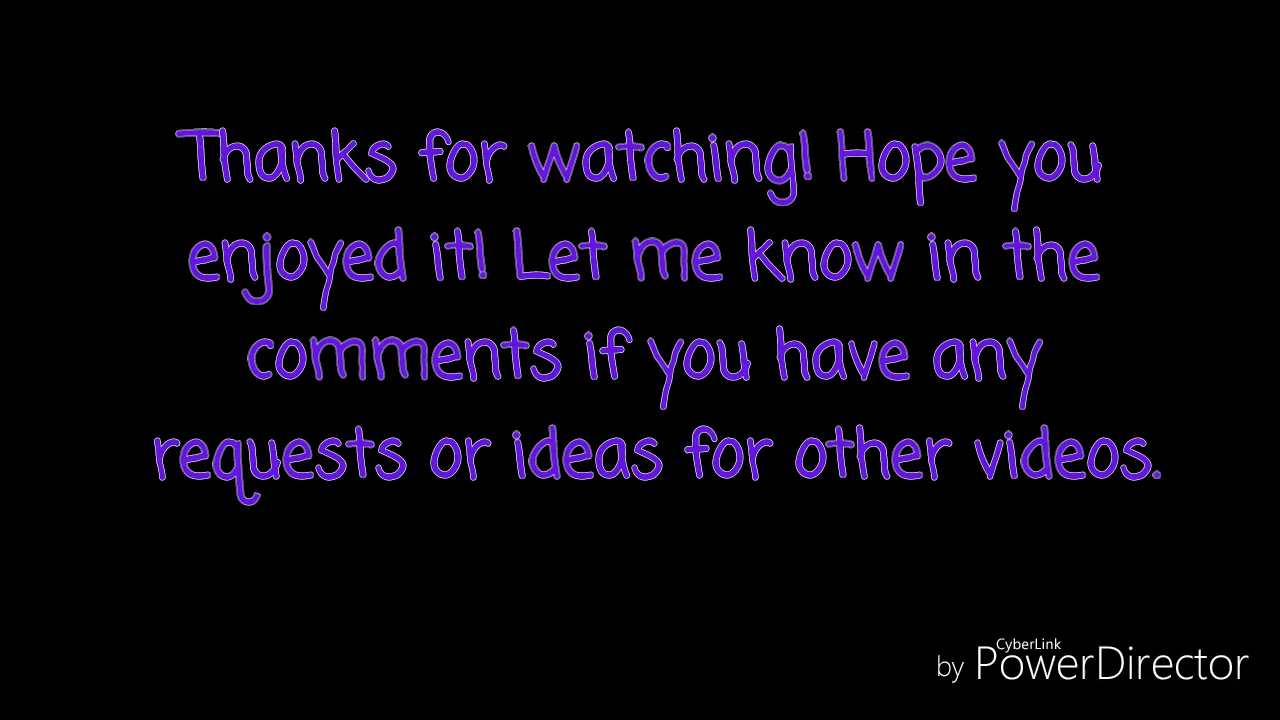 Thanks for watching! Hope you
enjoyed it! Let me know in the
comments if you have any
requests or ideas for other videos.
CyberLink
by PowerDirector